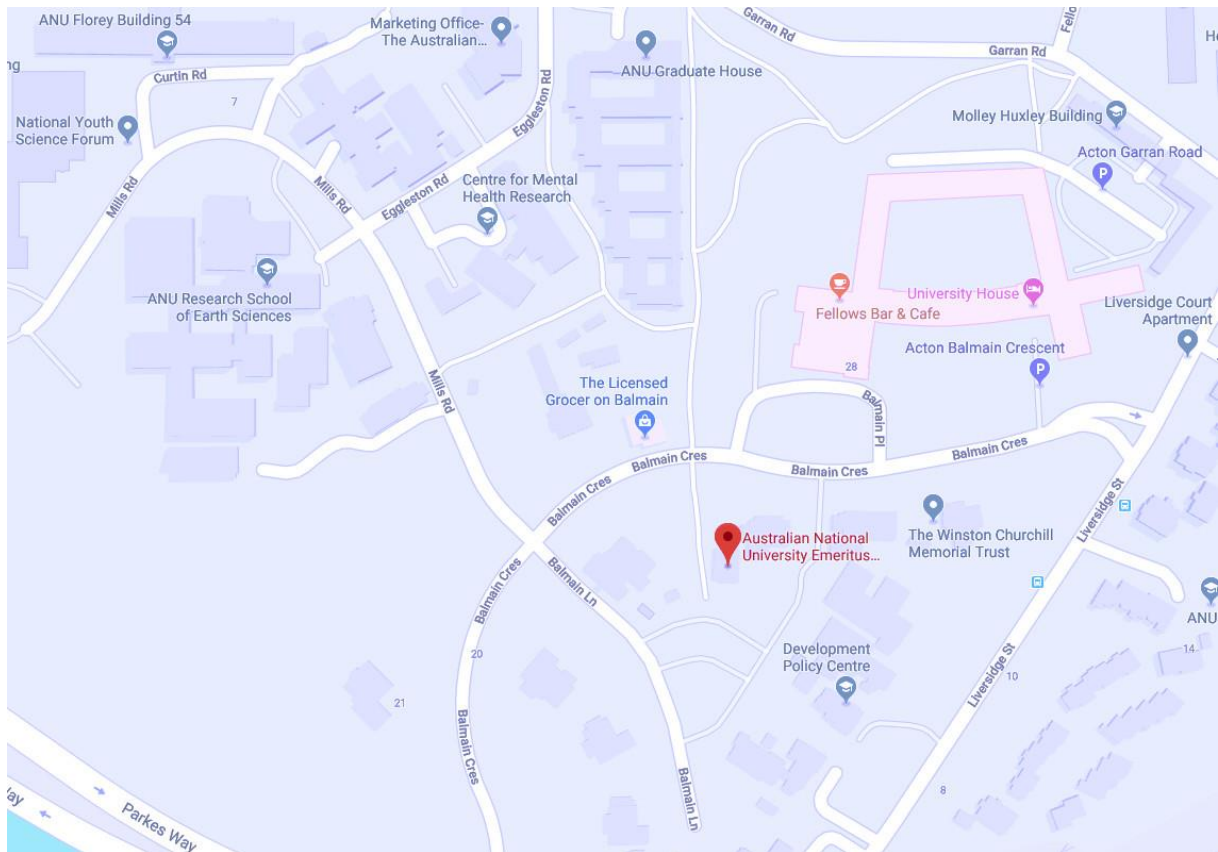 ANU Florey Building 54
Marketing Office-
The Australian...
Garran Rd
ANU Graduate House
Garran Rd
Curtin Rd
7
Eggleston Rd
National Youth
Science Forum
Molley Huxley Building
Acton Garran Road
P
Mills Rd
Mills Rd
Eggleston Rd
Centre for Mental
Health Research
ANU Research School
of Earth Sciences
University House
Fellows Bar & Cafe
Liversidge Court
Apartment
Acton Balmain Crescent
P
28
Mills Rd
The Licensed
Grocer on Balmain
Balmain Pl
Balmain Cres
Balmain Cres
Balmain Cres
Balmain Cres
Liversidge St
The Winston Churchill
Memorial Trust
Australian National
University Emeritus...
Balmain Cres
Balmain Ln
ANU
14
20
Development
Policy Centre
21
10
Liversidge St
Balmain Cres
Balmain Ln
8
Parkes Way